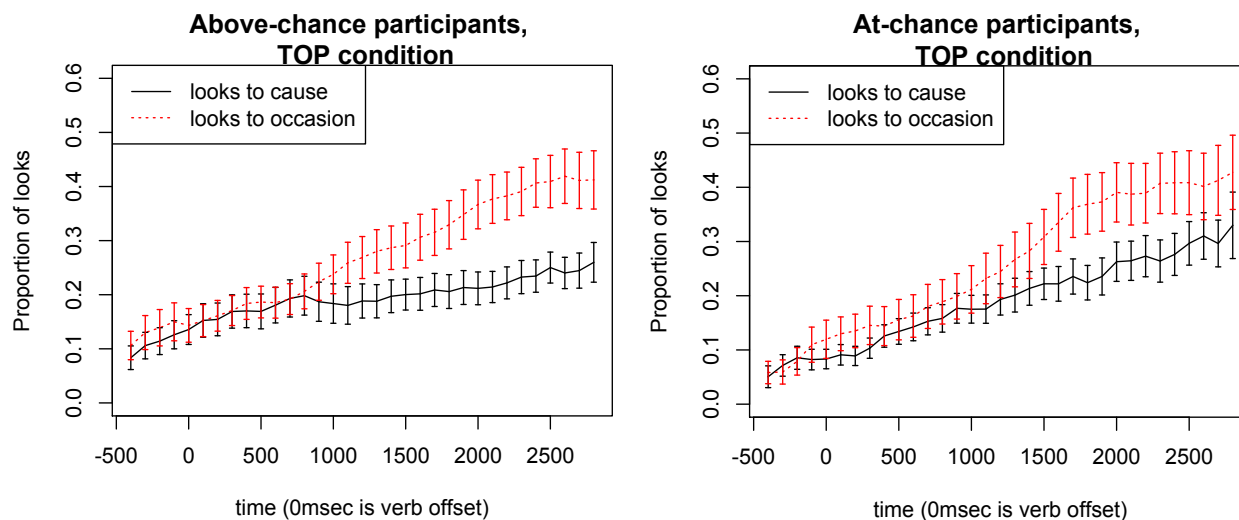 Above-chance participants,
TOP condition
looks to cause
looks to occasion
Proportion of looks
0.0 0.1 0.2 0.3 0.4 0.5 0.6
-500 0 500 1000 1500 2000 2500
time (0msec is verb offset)
At-chance participants,
TOP condition
looks to cause
looks to occasion
Proportion of looks
0.0 0.1 0.2 0.3 0.4 0.5 0.6
-500 0 500 1000 1500 2000 2500
time (0msec is verb offset)